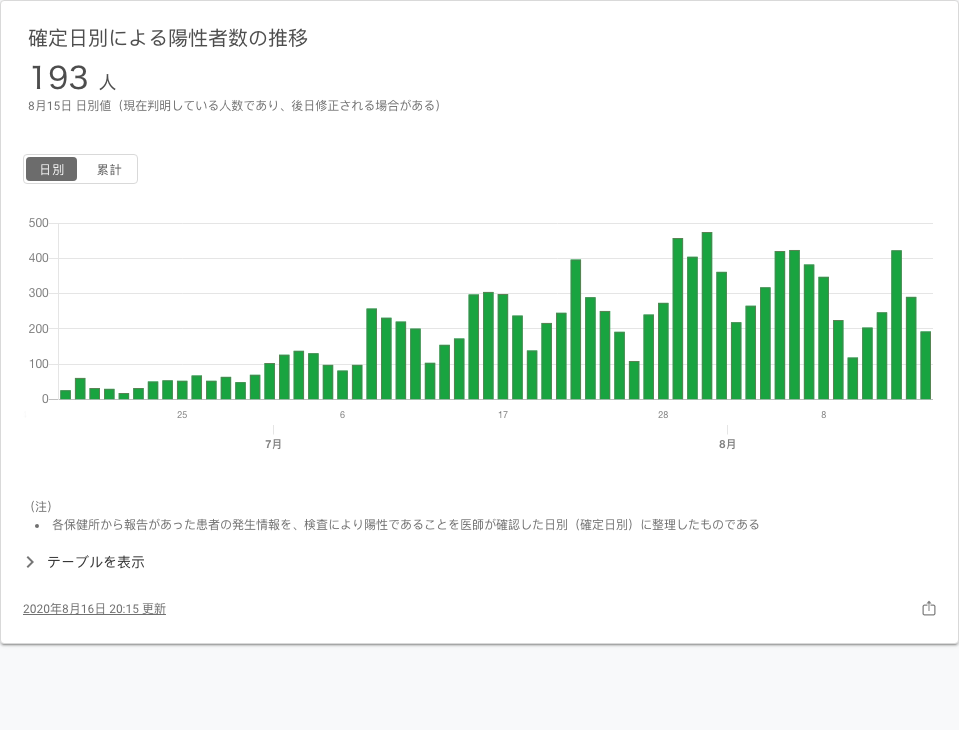 確定日別による陽性者数の推移
193 人
8月15日 日別値（現在判明している人数であり、後日修正される場合がある）
日別 累計
500
400
300
200
100
0
25 6 17 28 8
7月 8月
（注）
• 各保健所から報告があった患者の発生情報を、検査により陽性であることを医師が確認した日別（確定日別）に整理したものである
テーブルを表示
2020年8月16日 20:15 更新